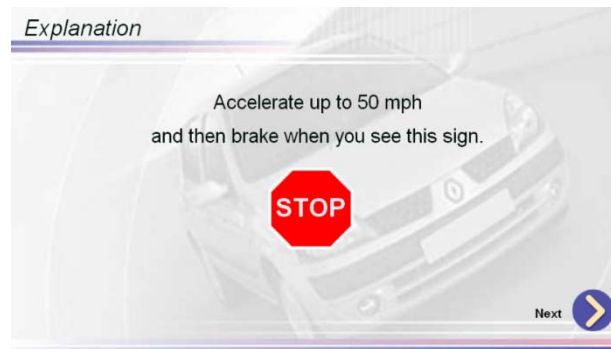 Explanation
Accelerate up to 50 mph
and then brake when you see this sign.
STOP
Next